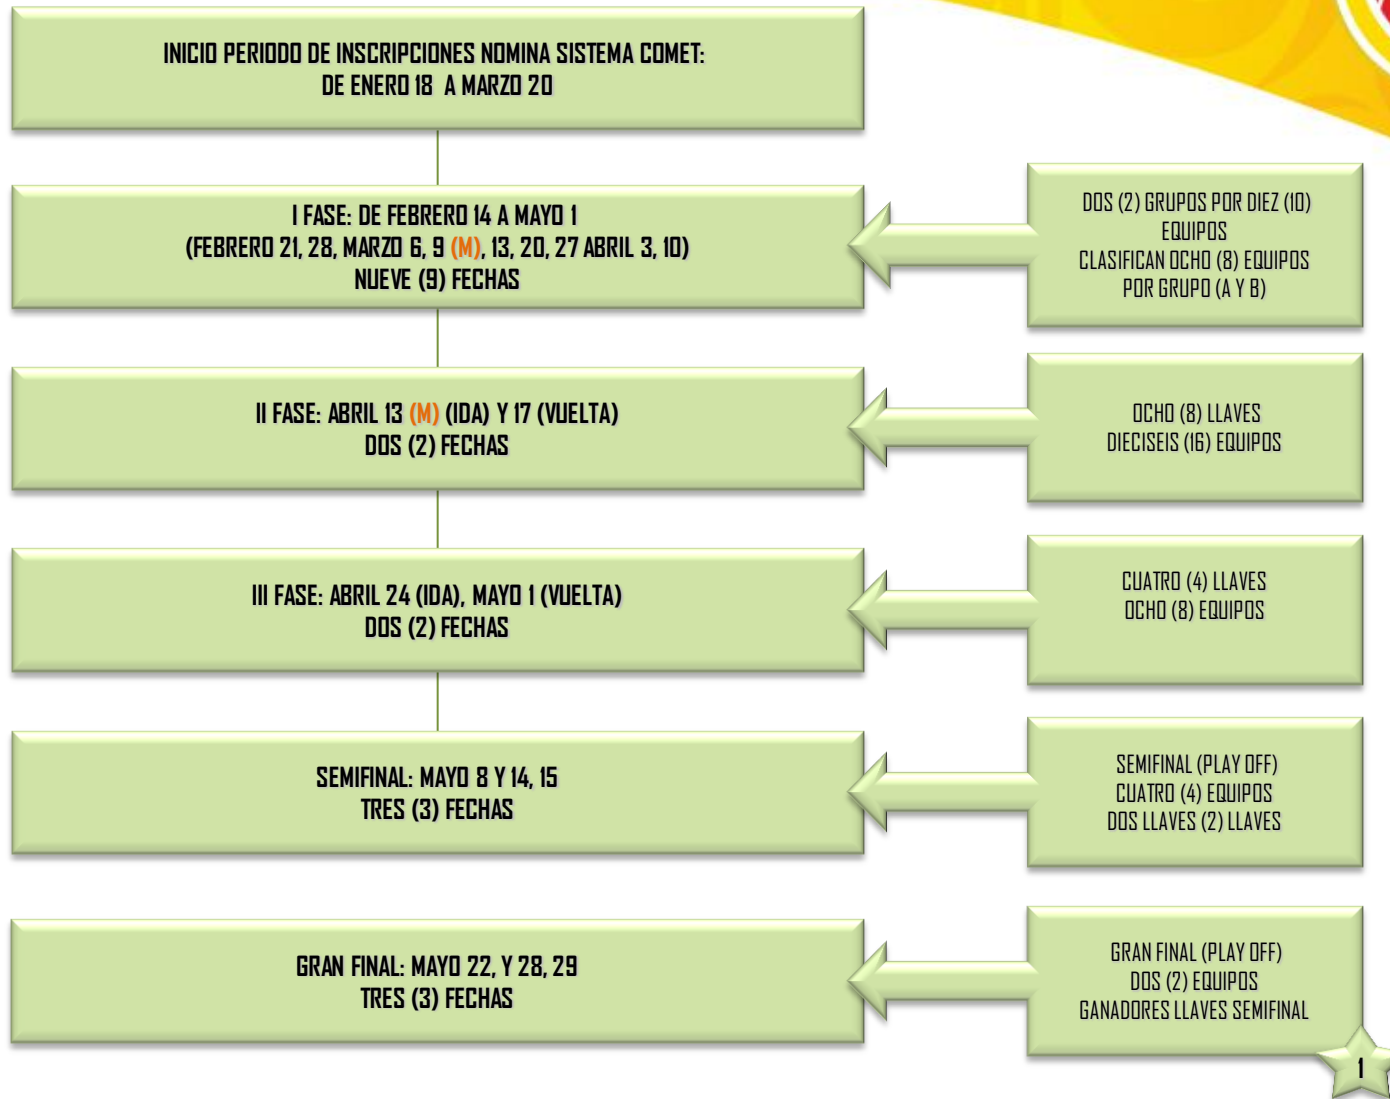 INICIO PERIODO DE INSCRIPCIONES NOMINA SISTEMA COMET:
DE ENERO 18 A MARZO 20
I FASE: DE FEBRERO 14 A MAYO 1
(FEBRERO 21, 28, MARZO 6, 9 (M), 13, 20, 27 ABRIL 3, 10)
NUEVE (9) FECHAS
DOS (2) GRUPOS POR DIEZ (10)
EQUIPOS
CLASIFICAN OCHO (8) EQUIPOS
POR GRUPO (A Y B)
II FASE: ABRIL 13 (M) (IDA) Y 17 (VUELTA)
DOS (2) FECHAS
OCHO (8) LLAVES
DIECISEIS (16) EQUIPOS
III FASE: ABRIL 24 (IDA), MAYO 1 (VUELTA)
DOS (2) FECHAS
CUATRO (4) LLAVES
OCHO (8) EQUIPOS
SEMIFINAL: MAYO 8 Y 14, 15
TRES (3) FECHAS
SEMIFINAL (PLAY OFF)
CUATRO (4) EQUIPOS
DOS LLAVES (2) LLAVES
GRAN FINAL: MAYO 22, Y 28, 29
TRES (3) FECHAS
GRAN FINAL (PLAY OFF)
DOS (2) EQUIPOS
GANADORES LLAVES SEMIFINAL
1